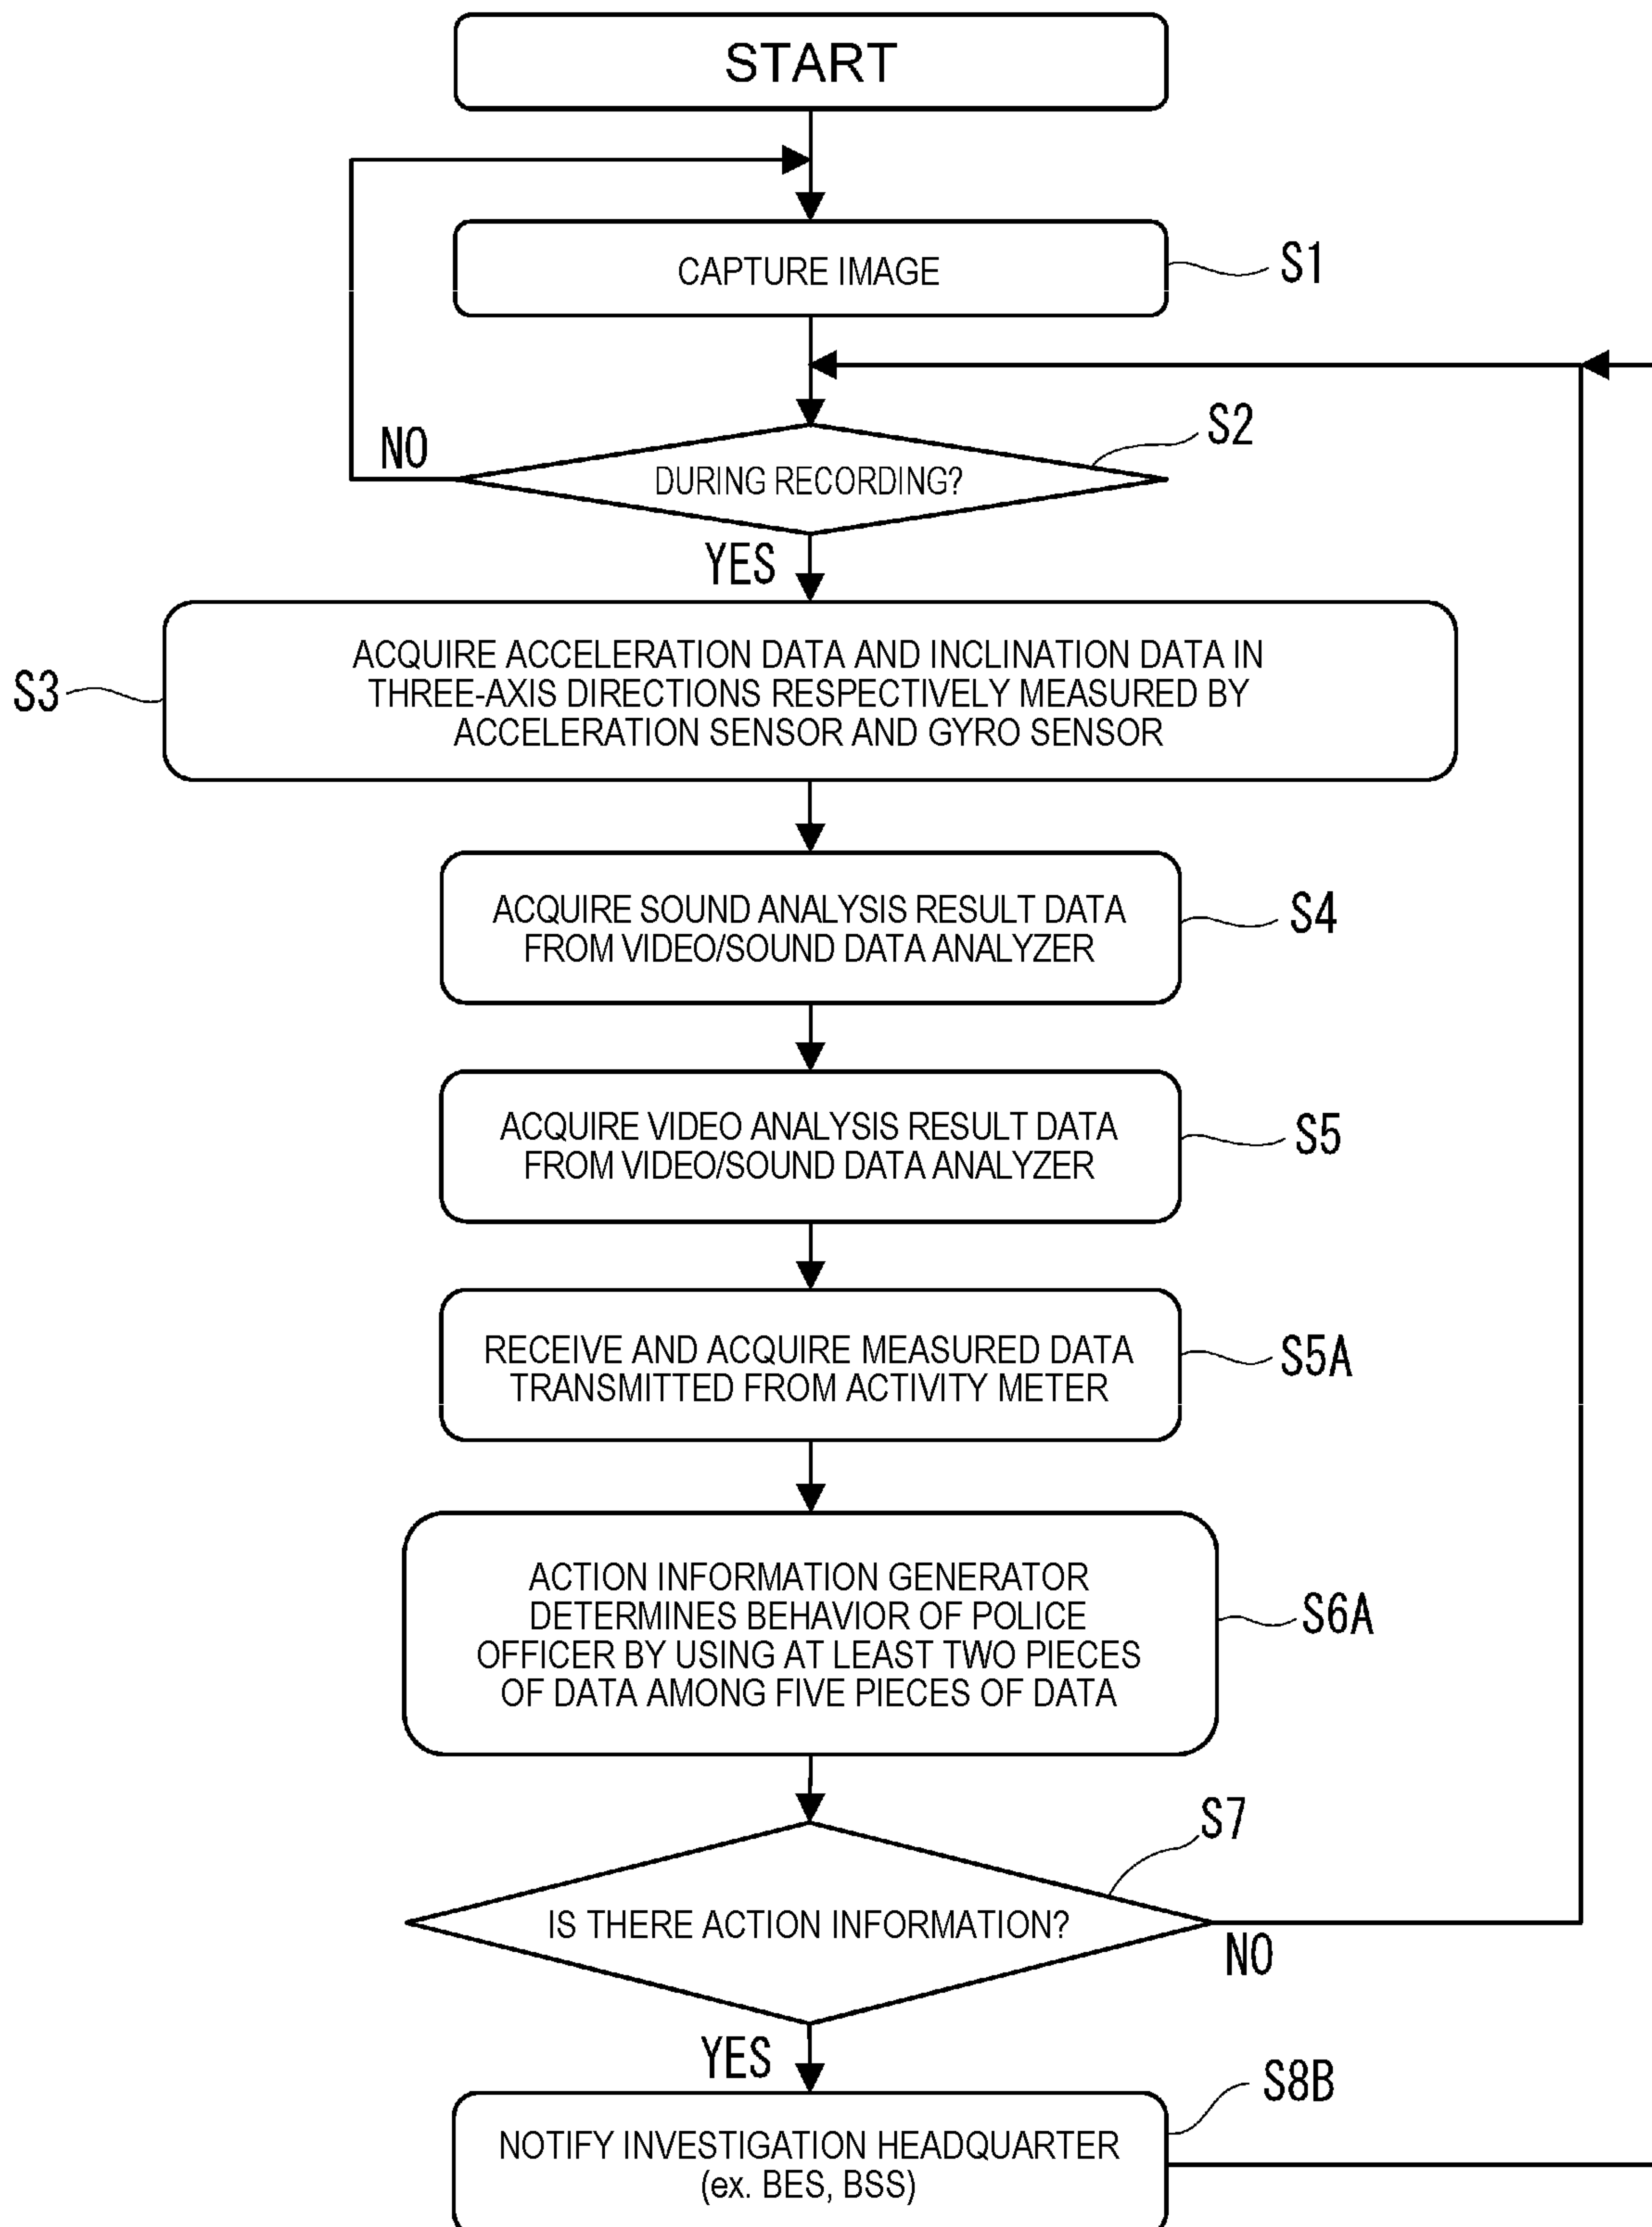 START
CAPTURE IMAGE
S1
S2
NO
DURING RECORDING?
YES
S3
ACQUIRE ACCELERATION DATA AND INCLINATION DATA IN
THREE-AXIS DIRECTIONS RESPECTIVELY MEASURED BY
ACCELERATION SENSOR AND GYRO SENSOR
ACQUIRE SOUND ANALYSIS RESULT DATA
FROM VIDEO/SOUND DATA ANALYZER
S4
ACQUIRE VIDEO ANALYSIS RESULT DATA
FROM VIDEO/SOUND DATA ANALYZER
S5
RECEIVE AND ACQUIRE MEASURED DATA
TRANSMITTED FROM ACTIVITY METER
S5A
ACTION INFORMATION GENERATOR
DETERMINES BEHAVIOR OF POLICE
OFFICER BY USING AT LEAST TWO PIECES
OF DATA AMONG FIVE PIECES OF DATA
S6A
S7
IS THERE ACTION INFORMATION?
NO
YES
S8B
NOTIFY INVESTIGATION HEADQUARTER
(ex. BES, BSS)